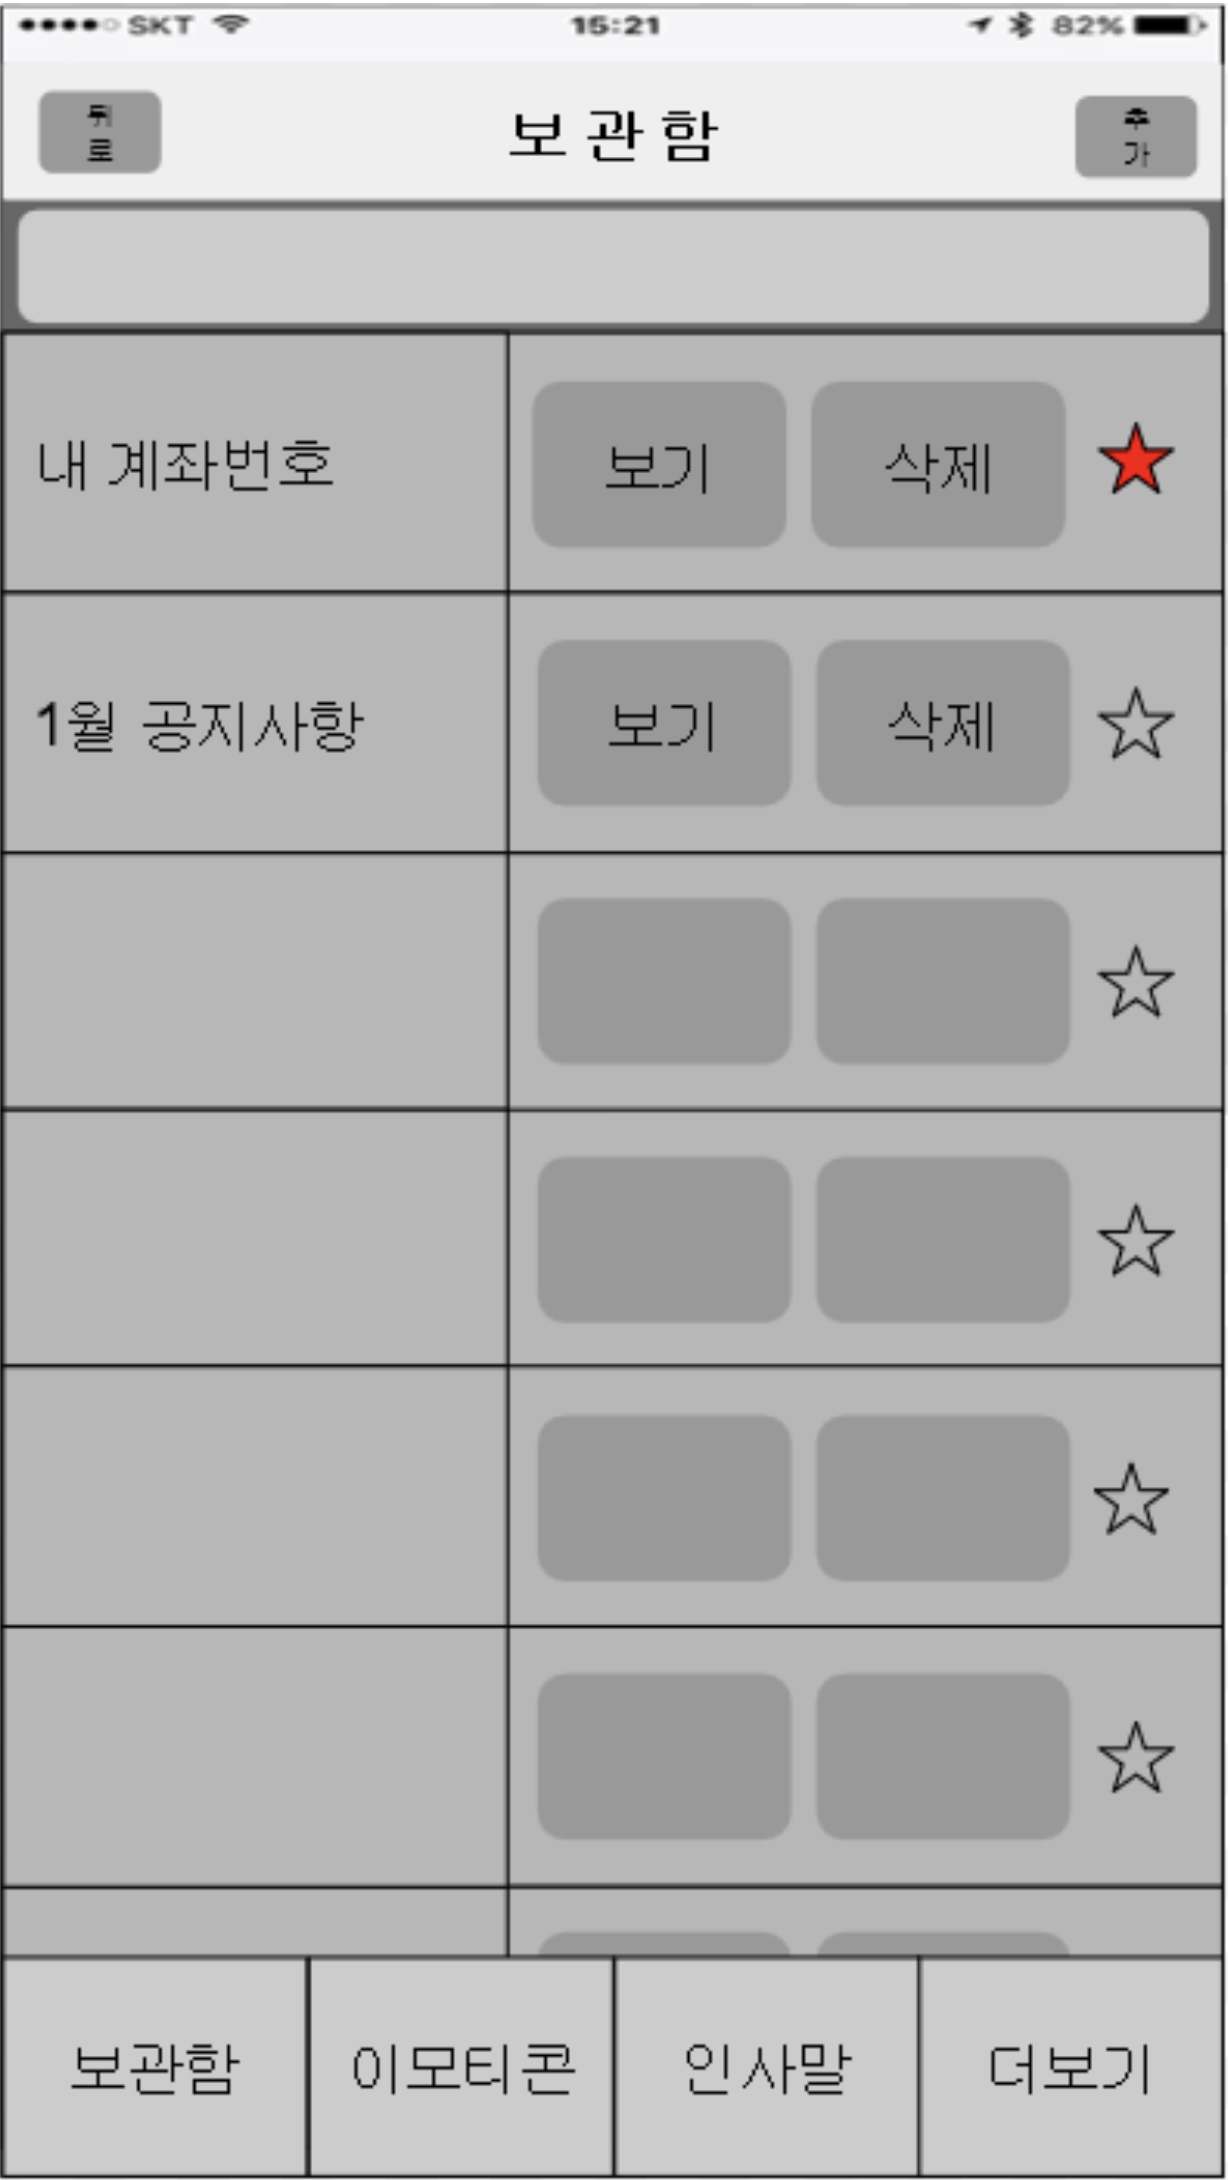 SKT 15:21 82%
뒤로
보관함
추가
내 계좌번호 보기 삭제
1월 공지사항 보기 삭제
보관함 이모티콘 인사말 더보기